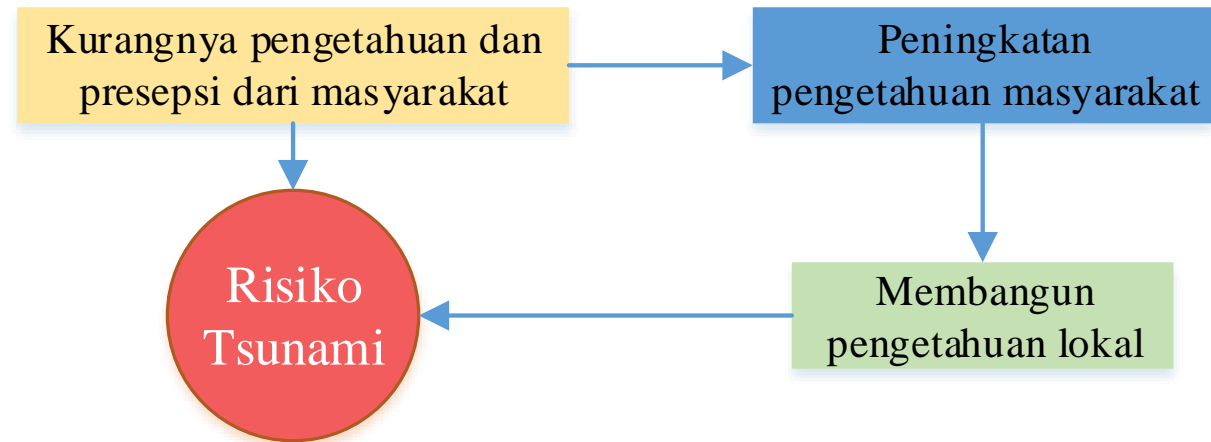 Kurangnya pengetahuan dan
presepsi dari masyarakat
Peningkatan
pengetahuan masyarakat
Risiko
Tsunami
Membangun
pengetahuan lokal